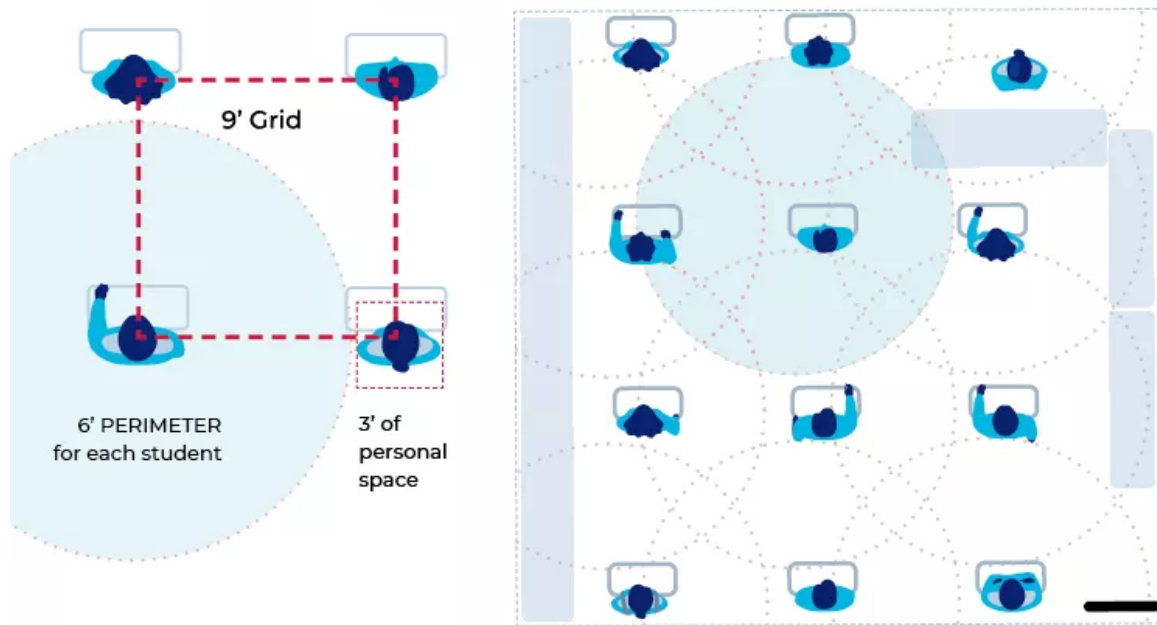 9’ Grid
6’ PERIMETER
for each student
3’ of
personal
space